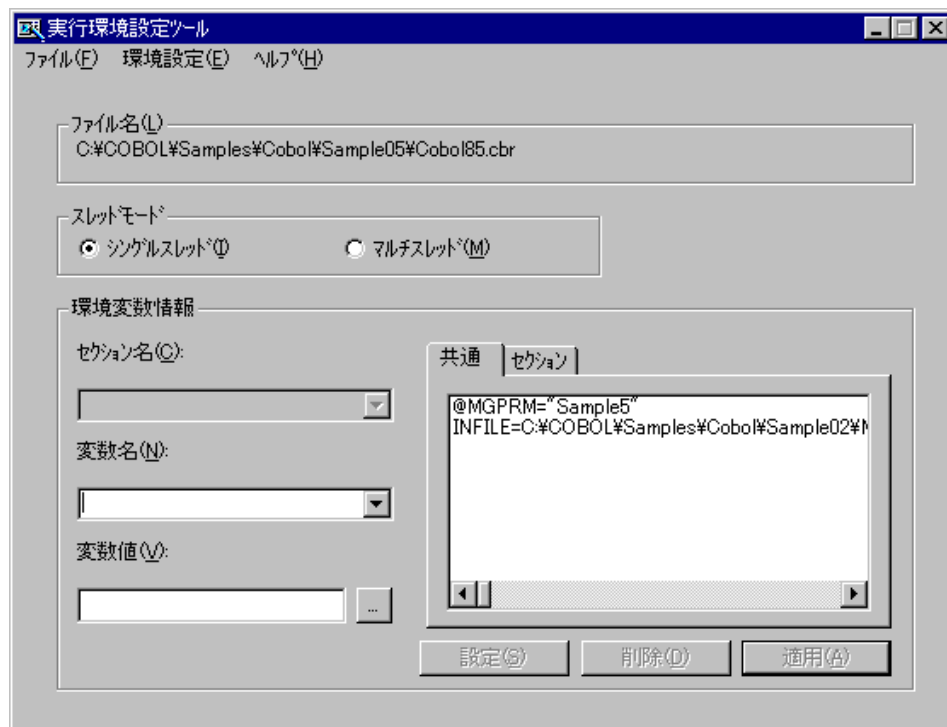 実行環境設定ツール
ファイル(F) 環境設定(E) ヘルプ(H)
ファイル名(L)
C:¥COBOL¥Samples¥Cobol¥Sample05¥Cobol85.cbr
スレッドモード
シングルスレッド(I) マルチスレッド(M)
環境変数情報
セクション名(C):
変数名(N):
変数値(V):
...
共通 セクション
@MGPRM="Sample5"
INFILE=C:¥COBOL¥Samples¥Cobol¥Sample02¥M
設定(S) 削除(D) 適用(A)